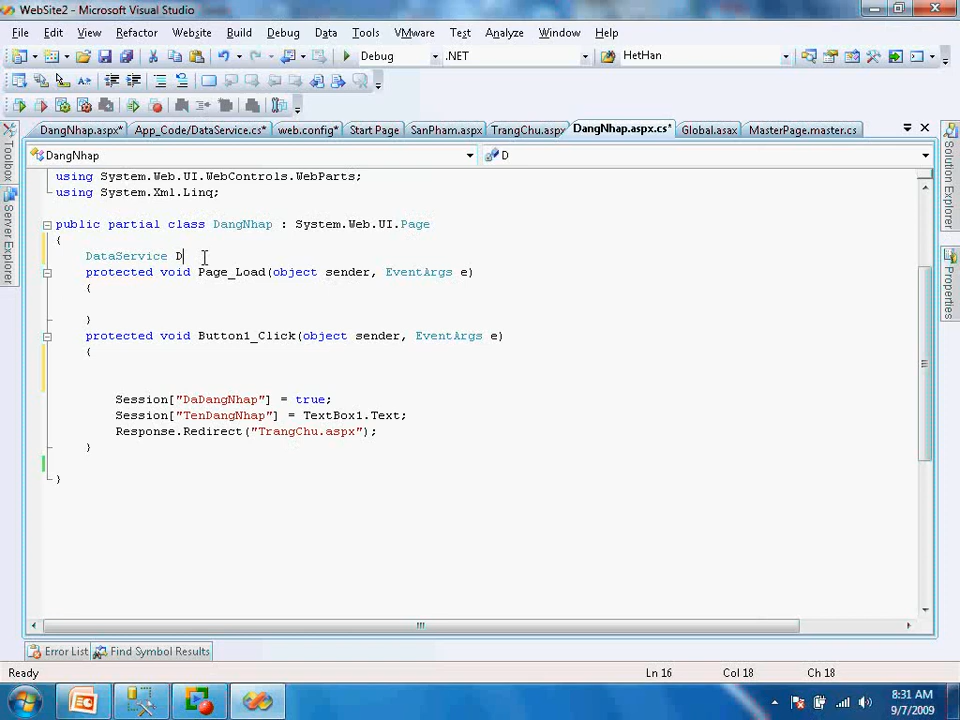 WebSite2 - Microsoft Visual Studio
File Edit View Refactor Website Build Debug Data Tools VMware Test Analyze Window Help
Debug .NET HetHan
DangNhap.aspx* App_Code/DataService.cs* web.config* Start Page SanPham.aspx TrangChu.aspx DangNhap.aspx.cs* Global.asax MasterPage.master.cs
DangNhap D
Toolbox
Server Explorer
Solution Explorer
Properties
using System.Web.UI.WebControls.WebParts;
using System.Xml.Linq;
public partial class DangNhap : System.Web.UI.Page
{
DataService D
protected void Page_Load(object sender, EventArgs e)
{
}
protected void Button1_Click(object sender, EventArgs e)
{
Session["DaDangNhap"] = true;
Session["TenDangNhap"] = TextBox1.Text;
Response.Redirect("TrangChu.aspx");
}
}
Error List Find Symbol Results
Ready Ln 16 Col 18 Ch 18
8:31 AM
9/7/2009